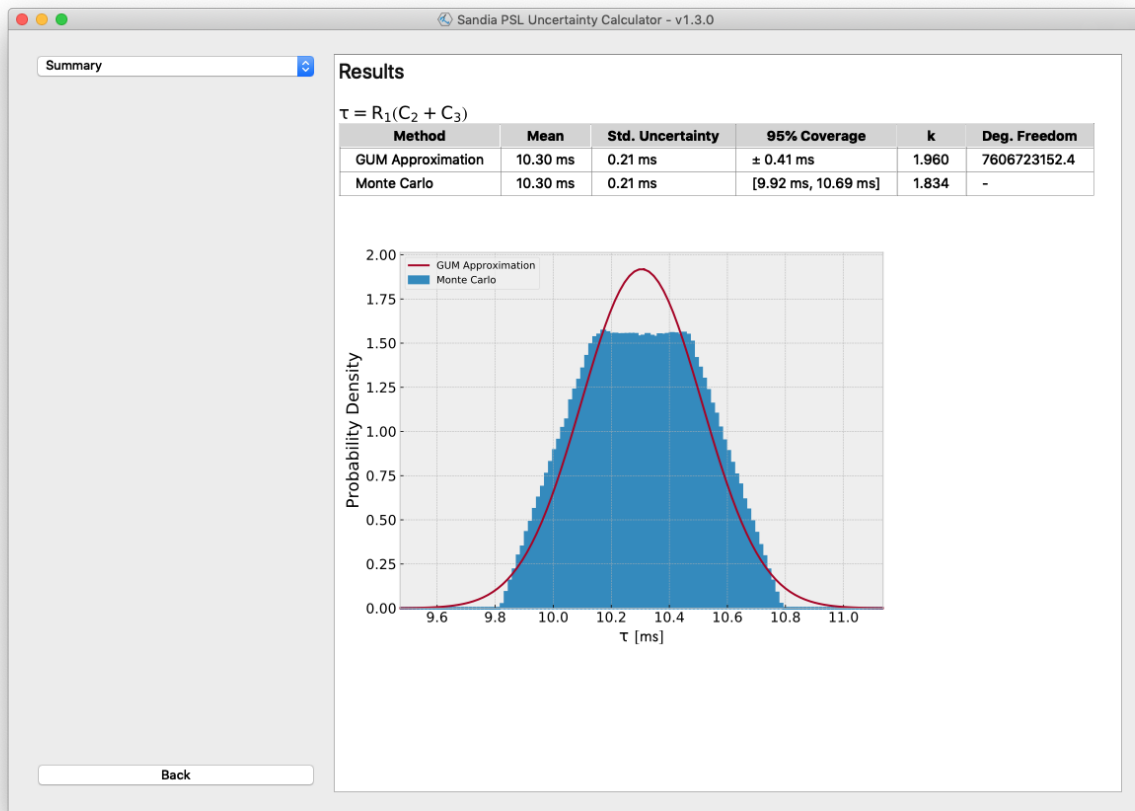 Sandia PSL Uncertainty Calculator - v1.3.0
Summary
Results
τ = R₁(C₂ + C₃)
Method Mean Std. Uncertainty 95% Coverage k Deg. Freedom
GUM Approximation 10.30 ms 0.21 ms ± 0.41 ms 1.960 7606723152.4
Monte Carlo 10.30 ms 0.21 ms [9.92 ms, 10.69 ms] 1.834 -
GUM Approximation
Monte Carlo
Probability Density
2.00
1.75
1.50
1.25
1.00
0.75
0.50
0.25
0.00
9.6 9.8 10.0 10.2 10.4 10.6 10.8 11.0
τ [ms]
Back